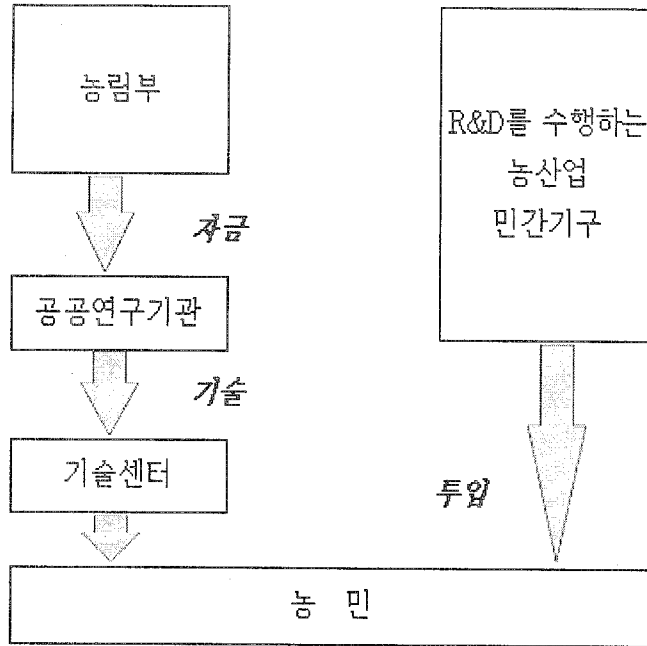 농림부
자금
공공연구기관
기술
기술센터
R&D를 수행하는
농산업
민간기구
투입
농 민